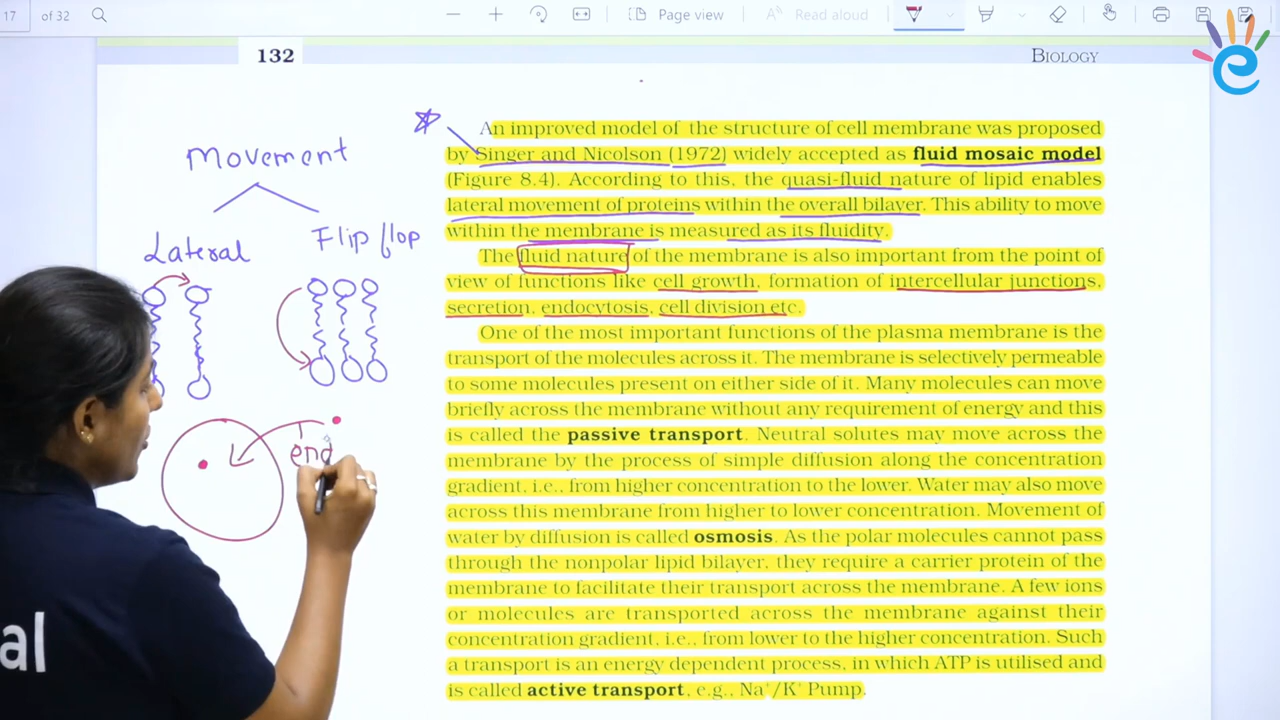 17 of 32 Page view Read aloud
132 BIOLOGY
An improved model of the structure of cell membrane was proposed
by Singer and Nicolson (1972) widely accepted as fluid mosaic model
(Figure 8.4). According to this, the quasi-fluid nature of lipid enables
lateral movement of proteins within the overall bilayer. This ability to move
within the membrane is measured as its fluidity.
The fluid nature of the membrane is also important from the point of
view of functions like cell growth, formation of intercellular junctions,
secretion, endocytosis, cell division etc.
One of the most important functions of the plasma membrane is the
transport of the molecules across it. The membrane is selectively permeable
to some molecules present on either side of it. Many molecules can move
briefly across the membrane without any requirement of energy and this
is called the passive transport. Neutral solutes may move across the
membrane by the process of simple diffusion along the concentration
gradient, i.e., from higher concentration to the lower. Water may also move
across this membrane from higher to lower concentration. Movement of
water by diffusion is called osmosis. As the polar molecules cannot pass
through the nonpolar lipid bilayer, they require a carrier protein of the
membrane to facilitate their transport across the membrane. A few ions
or molecules are transported across the membrane against their
concentration gradient, i.e., from lower to the higher concentration. Such
a transport is an energy dependent process, in which ATP is utilised and
is called active transport, e.g., Na⁺/K⁺ Pump.
Movement
Lateral Flip flop
end
al
e